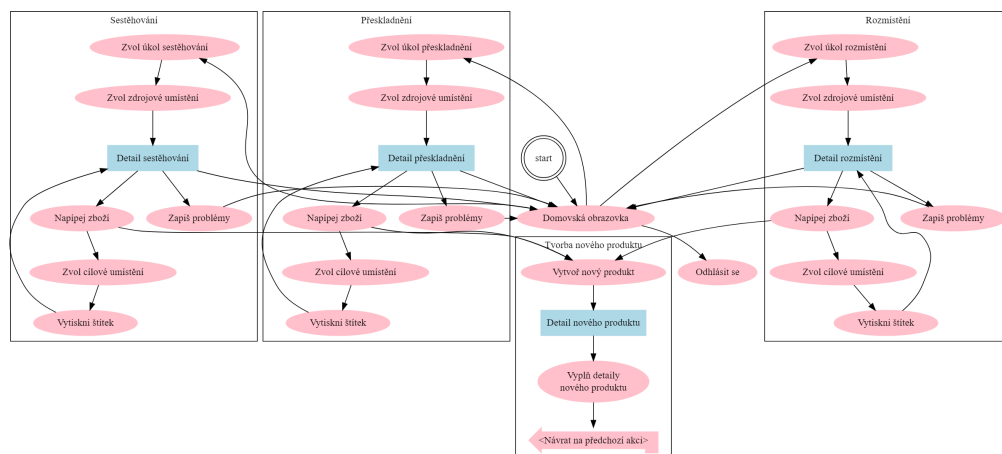 Sestěhování
Zvol úkol sestěhování
Zvol zdrojové umístění
Detail sestěhování
Napípej zboží
Zapiš problémy
Zvol cílové umístění
Vytiskni štítek
Přeskladnění
Zvol úkol přeskladnění
Zvol zdrojové umístění
Detail přeskladnění
Napípej zboží
Zapiš problémy
Zvol cílové umístění
Vytiskni štítek
start
Domovská obrazovka
Odhlásit se
Tvorba nového produktu
Vytvoř nový produkt
Detail nového produktu
Vyplň detaily
nového produktu
<Návrat na předchozí akci>
Rozmístění
Zvol úkol rozmístění
Zvol zdrojové umístění
Detail rozmístění
Napípej zboží
Zapiš problémy
Zvol cílové umístění
Vytiskni štítek